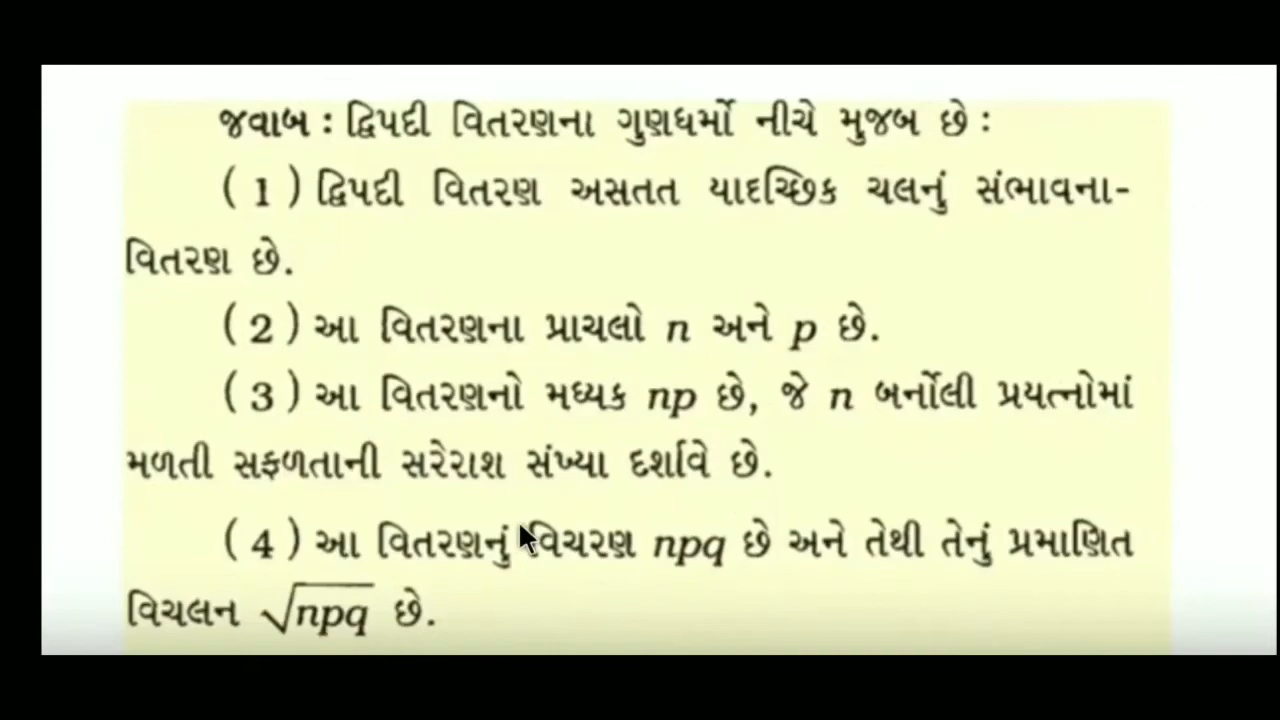 જવાબ : દ્વિપદી વિતરણના ગુણધર્મો નીચે મુજબ છે :
( 1 ) દ્વિપદી વિતરણ અસતત યાદચ્છિક ચલનું સંભાવના-
વિતરણ છે.
( 2 ) આ વિતરણના પ્રાચલો n અને p છે.
( 3 ) આ વિતરણનો મધ્યક np છે, જે n બર્નોલી પ્રયત્નોમાં
મળતી સફળતાની સરેરાશ સંખ્યા દર્શાવે છે.
( 4 ) આ વિતરણનું વિચરણ npq છે અને તેથી તેનું પ્રમાણિત
વિચલન √npq છે.